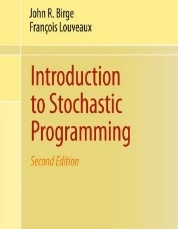 John R. Birge
François Louveaux
Introduction
to Stochastic
Programming
Second Edition